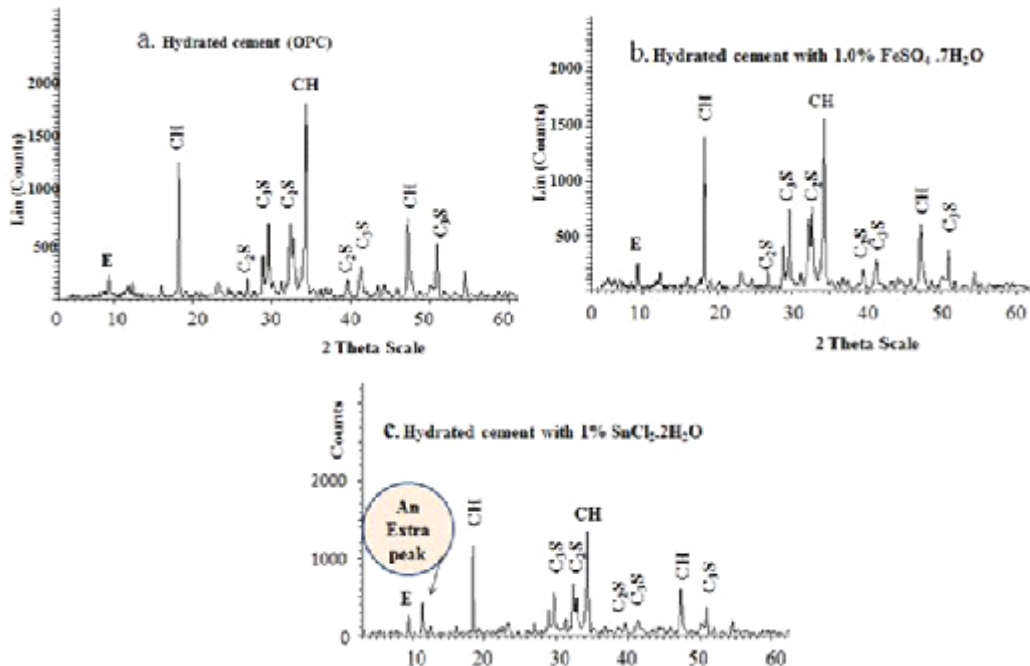 a. Hydrated cement (OPC)
Lin (Counts)
2000
1500
1000
500
E
CH
C₂S
C₃S
C₂S
CH
C₂S
C₃S
CH
C₃S
0 10 20 30 40 50 60
2 Theta Scale
b. Hydrated cement with 1.0% FeSO₄ .7H₂O
Lin (Counts)
2000
1500
1000
500
E
CH
C₂S
C₃S
C₂S
CH
C₂S
C₃S
CH
C₃S
0 10 20 30 40 50 60
2 Theta Scale
c. Hydrated cement with 1% SnCl₂.2H₂O
Counts
2000
1000
0
An
Extra
peak
E
CH
C₃S
C₂S
CH
C₂S
C₃S
CH
C₃S
10 20 30 40 50 60